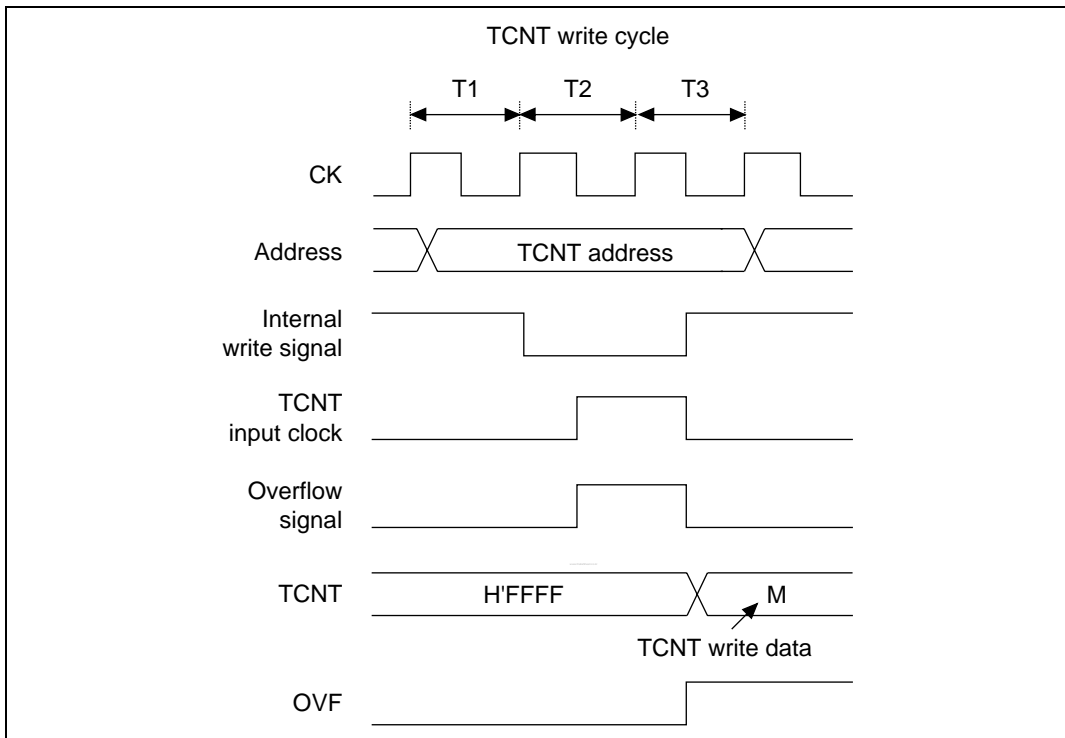 TCNT write cycle
T1 T2 T3
CK
Address
TCNT address
Internal
write signal
TCNT
input clock
Overflow
signal
TCNT
H'FFFF
M
TCNT write data
OVF